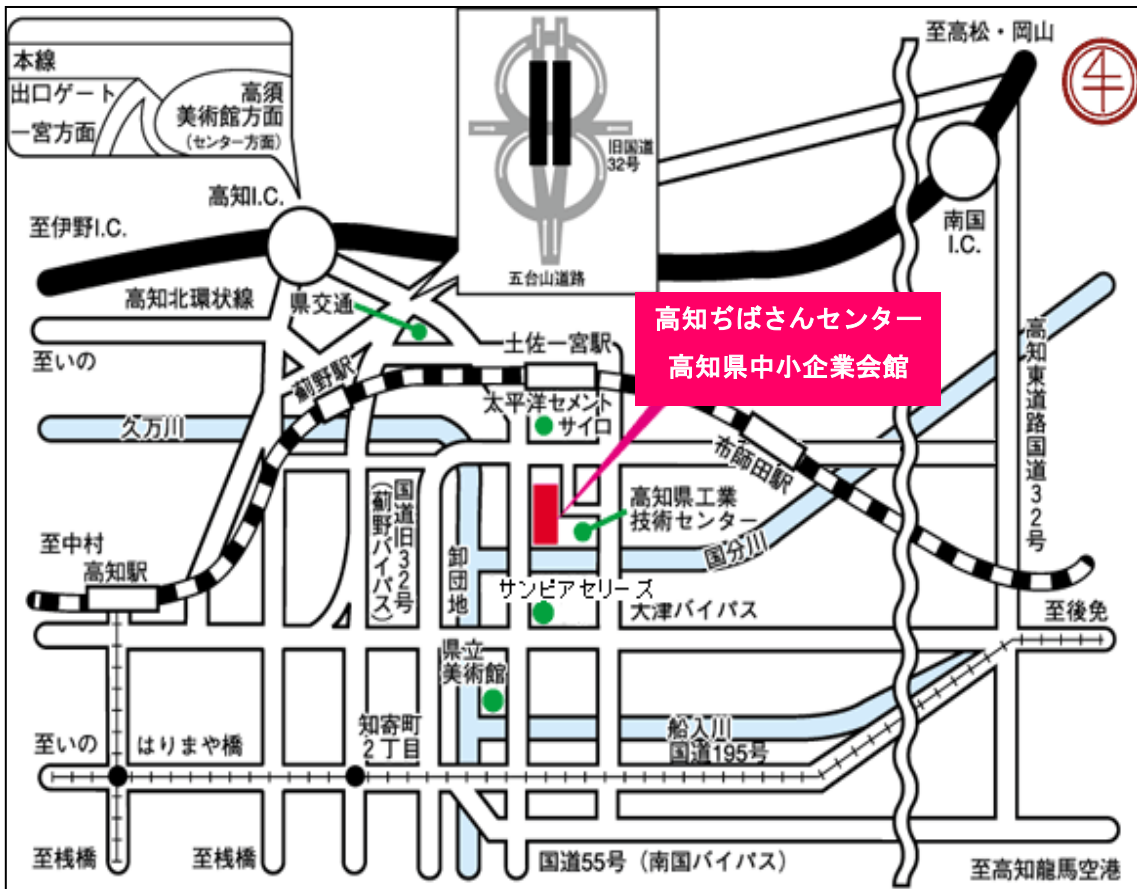 本線
出口ゲート
一宮方面
高須
美術館方面
(センター方面)
高知I.C.
至伊野I.C.
高知北環状線
至いの
県交通
旧国道
32号
五台山道路
至高松・岡山
南国
I.C.
高知ぢばさんセンター
高知県中小企業会館
土佐一宮駅
薊野駅
太平洋セメント
サイロ
久万川
布師田駅
高知東道路国道32号
国道旧32号
(薊野バイパス)
卸団地
高知県工業
技術センター
国分川
至中村
高知駅
サンピアセリーズ
大津バイパス
至後免
県立
美術館
船入川
国道195号
至いの
はりまや橋
知寄町
2丁目
至桟橋
至桟橋
国道55号（南国バイパス）
至高知龍馬空港